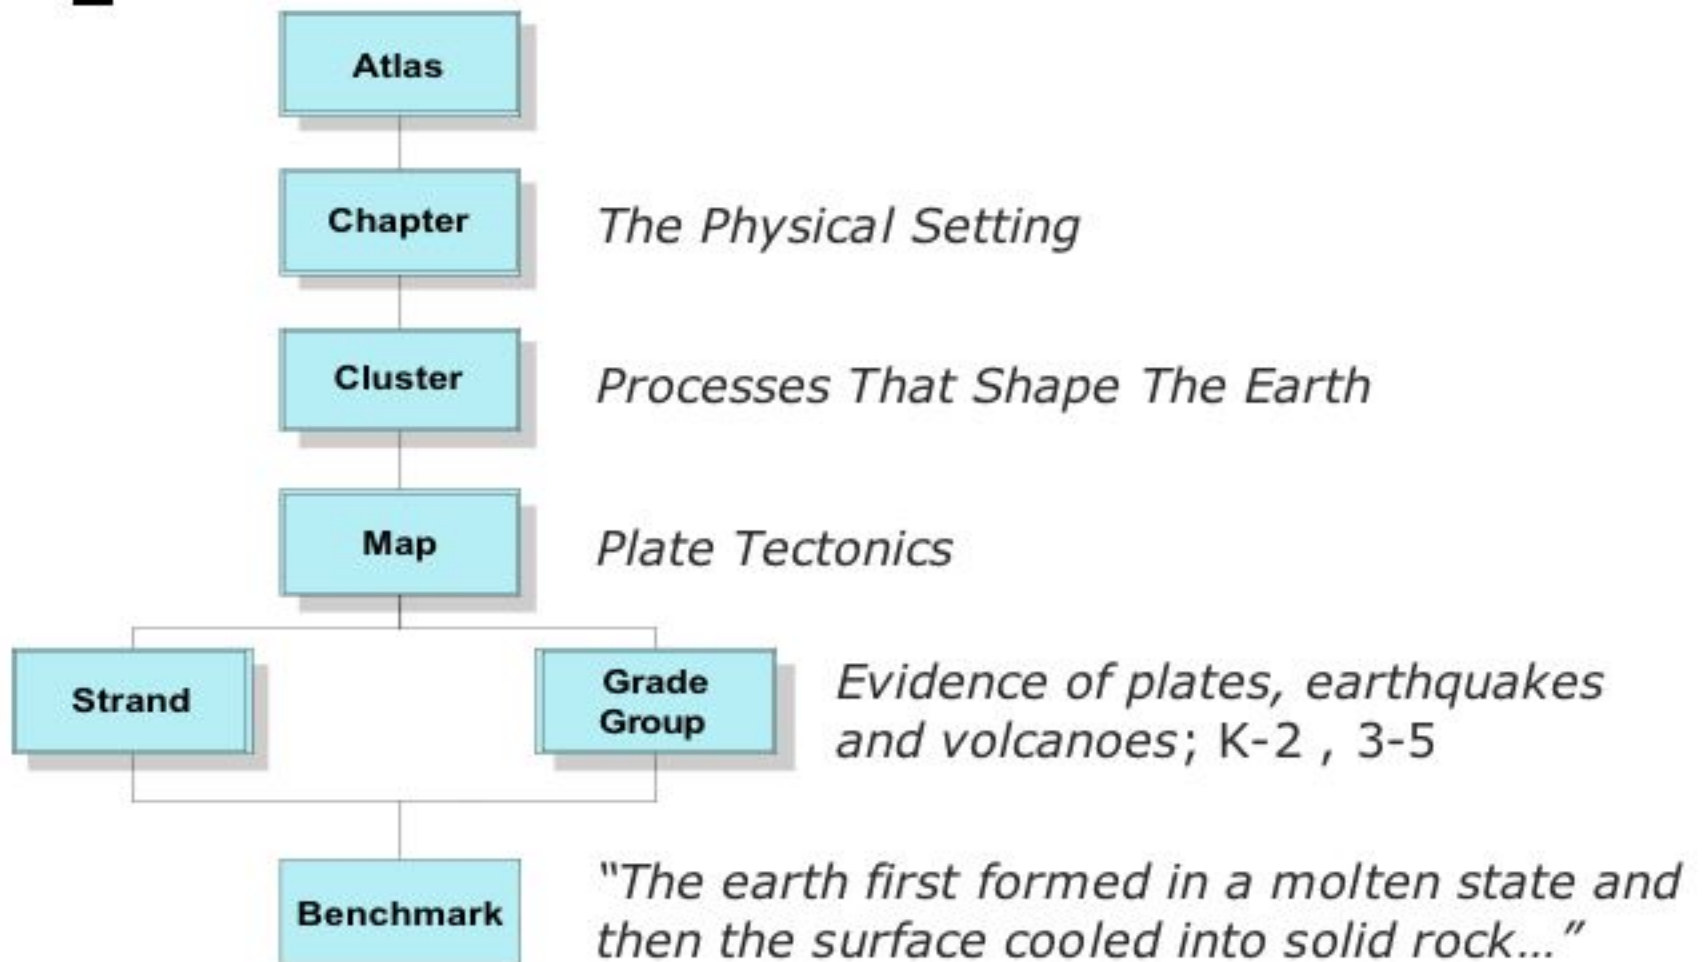 Atlas
Chapter
The Physical Setting
Cluster
Processes That Shape The Earth
Map
Plate Tectonics
Strand
Grade
Group
Evidence of plates, earthquakes
and volcanoes; K-2 , 3-5
Benchmark
“The earth first formed in a molten state and
then the surface cooled into solid rock…”